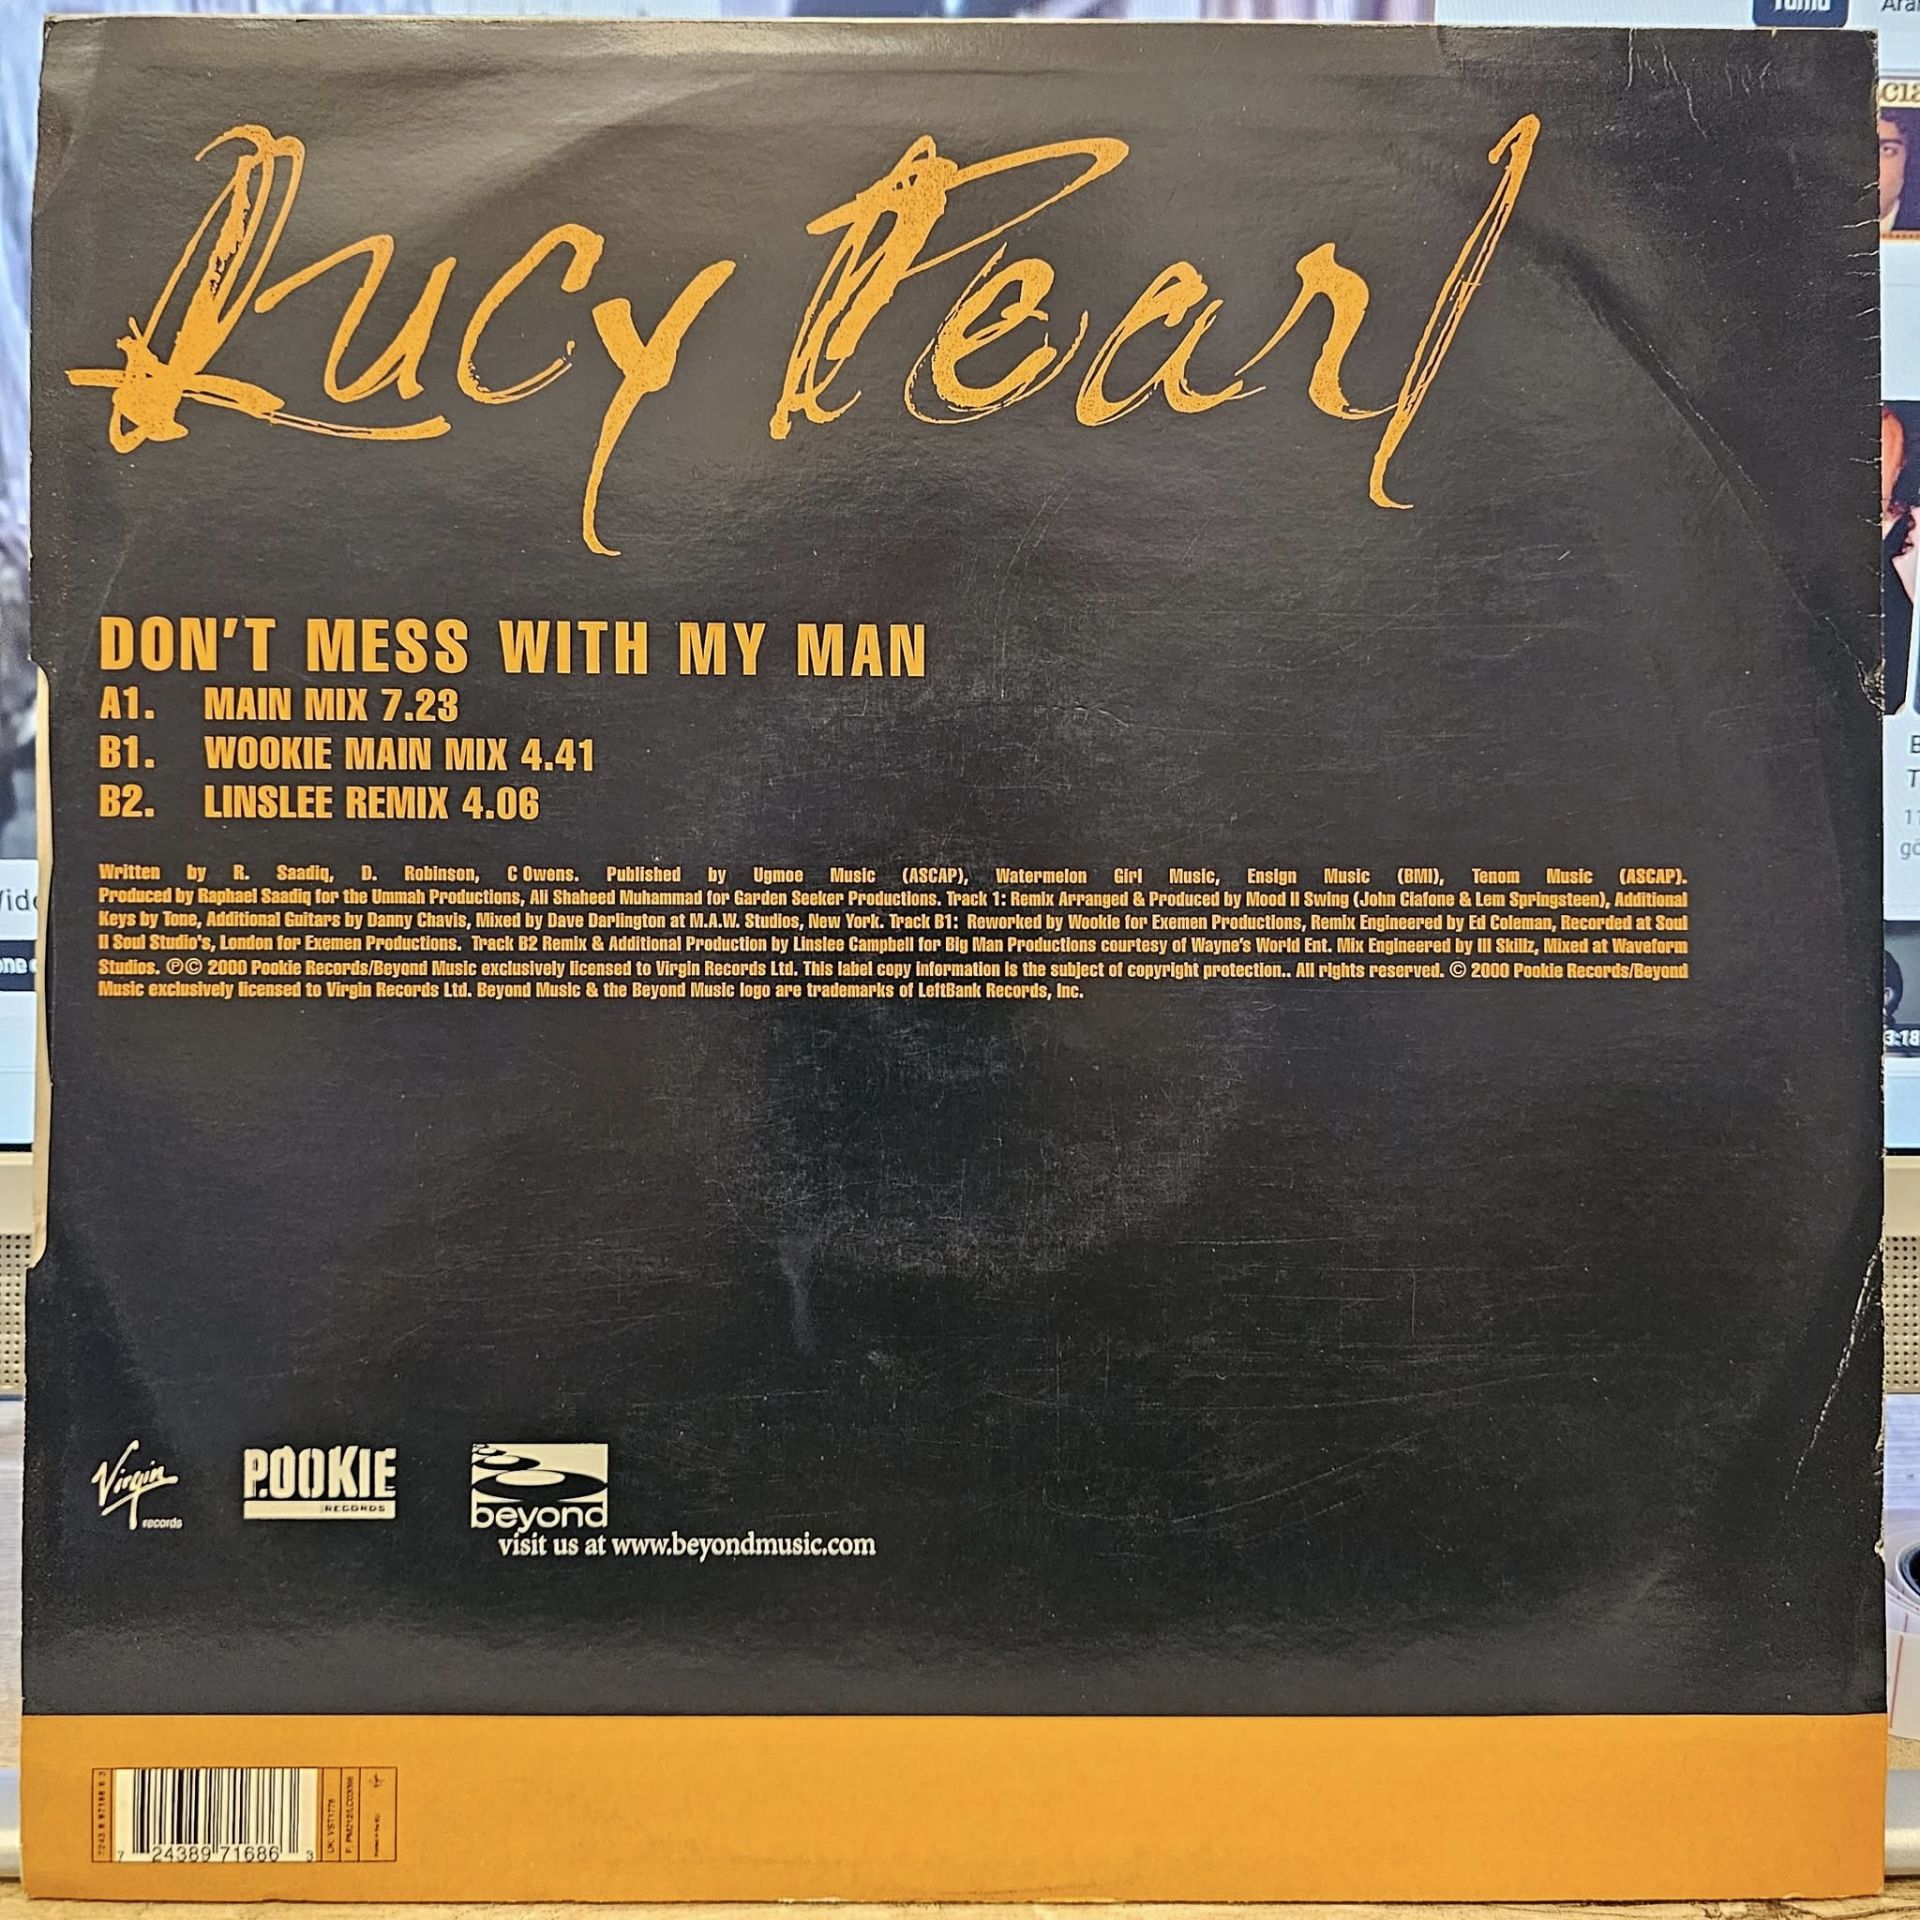 Lucy Pearl
DON'T MESS WITH MY MAN
A1. MAIN MIX 7.23
B1. WOOKIE MAIN MIX 4.41
B2. LINSLEE REMIX 4.06
Written by R. Saadiq, D. Robinson, C Owens. Published by Ugmoe Music (ASCAP), Watermelon Girl Music, Ensign Music (BMI), Tenom Music (ASCAP).
Produced by Raphael Saadiq for the Ummah Productions, Ali Shaheed Muhammad for Garden Seeker Productions. Track 1: Remix Arranged & Produced by Mood II Swing (John Ciafone & Lem Springsteen), Additional
Keys by Tone, Additional Guitars by Danny Chavis, Mixed by Dave Darlington at M.A.W. Studios, New York. Track B1: Reworked by Wookie for Exemen Productions, Remix Engineered by Ed Coleman, Recorded at Soul
II Soul Studio's, London for Exemen Productions. Track B2 Remix & Additional Production by Linslee Campbell for Big Man Productions courtesy of Wayne's World Ent. Mix Engineered by Ill Skillz, Mixed at Waveform
Studios. ℗© 2000 Pookie Records/Beyond Music exclusively licensed to Virgin Records Ltd. This label copy information is the subject of copyright protection.. All rights reserved. © 2000 Pookie Records/Beyond
Music exclusively licensed to Virgin Records Ltd. Beyond Music & the Beyond Music logo are trademarks of LeftBank Records, Inc.
Virgin records
POOKIE
RECORDS
beyond
visit us at www.beyondmusic.com
7243 8 97168 6 3
7 24389 71686 3
UK: VST1778
3:18